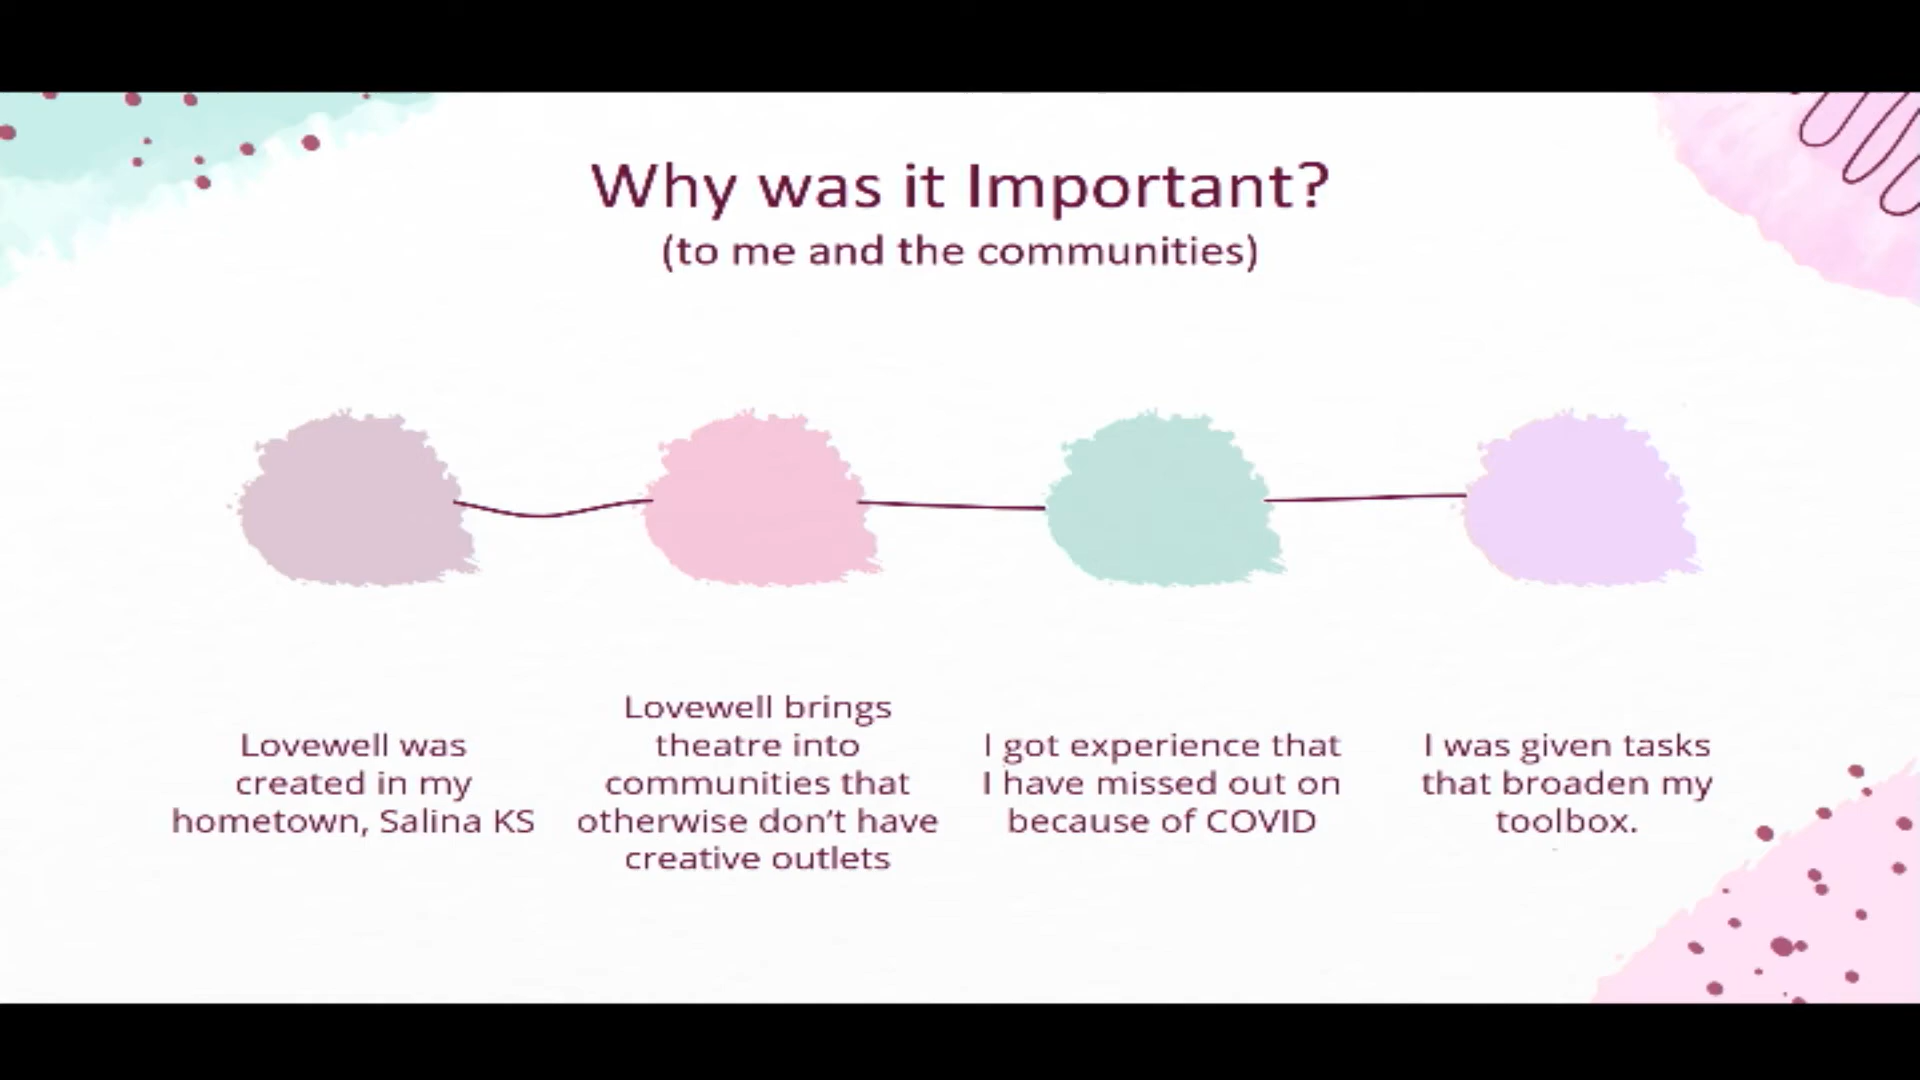 Why was it Important?
(to me and the communities)
Lovewell was
created in my
hometown, Salina KS
Lovewell brings
theatre into
communities that
otherwise don’t have
creative outlets
I got experience that
I have missed out on
because of COVID
I was given tasks
that broaden my
toolbox.